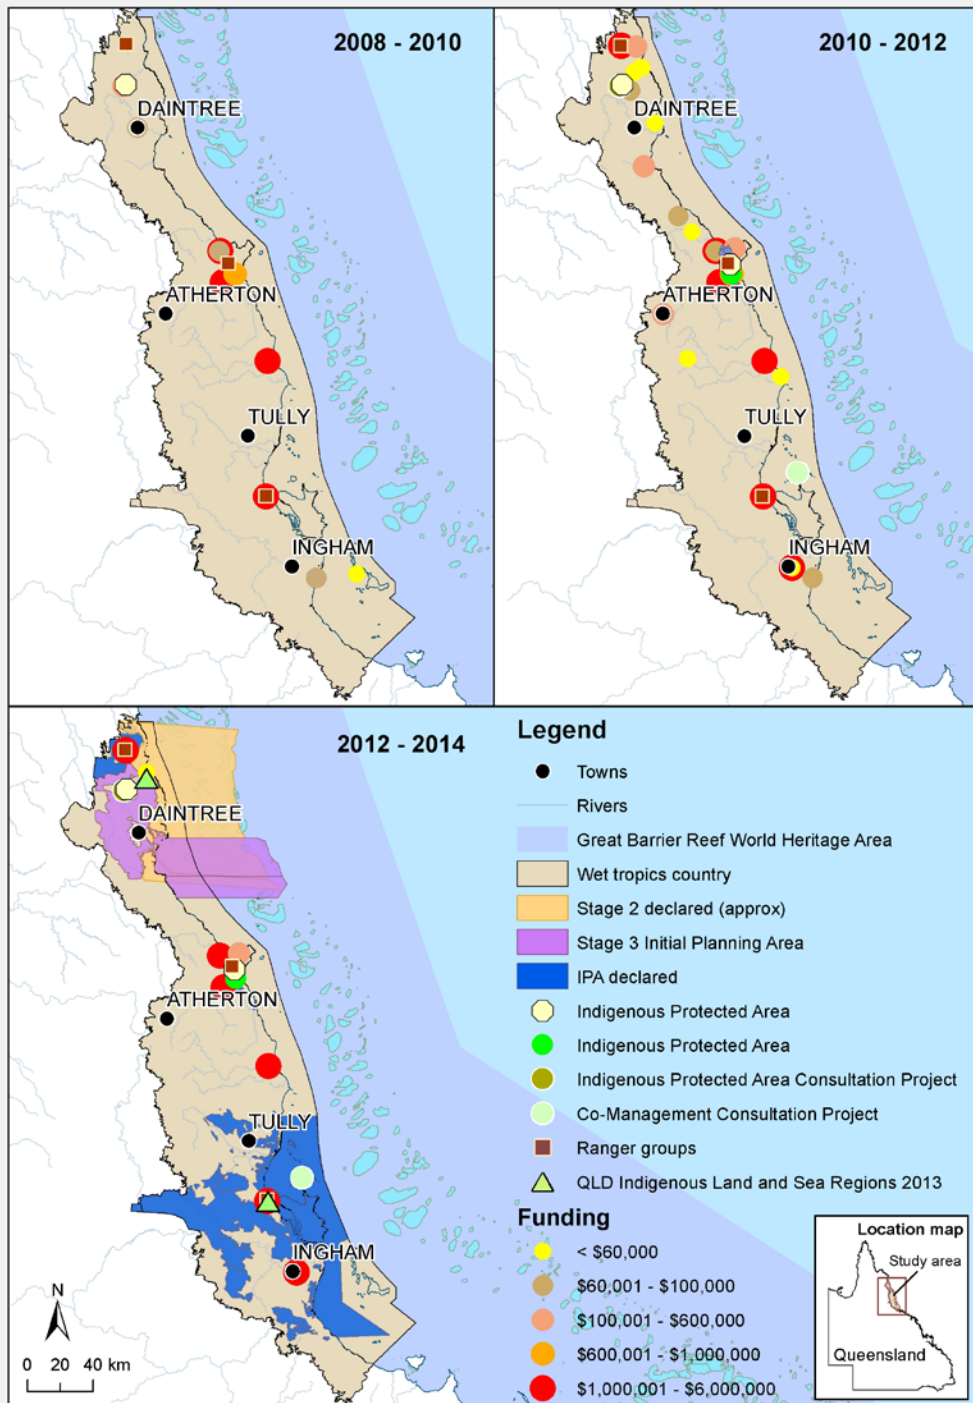 2008 - 2010
DAINTREE
ATHERTON
TULLY
INGHAM
2010 - 2012
DAINTREE
ATHERTON
TULLY
INGHAM
2012 - 2014
DAINTREE
ATHERTON
TULLY
INGHAM
N
0 20 40 km
Legend
Towns
Rivers
Great Barrier Reef World Heritage Area
Wet tropics country
Stage 2 declared (approx)
Stage 3 Initial Planning Area
IPA declared
Indigenous Protected Area
Indigenous Protected Area
Indigenous Protected Area Consultation Project
Co-Management Consultation Project
Ranger groups
QLD Indigenous Land and Sea Regions 2013
Funding
< $60,000
$60,001 - $100,000
$100,001 - $600,000
$600,001 - $1,000,000
$1,000,001 - $6,000,000
Location map
Study area
Queensland